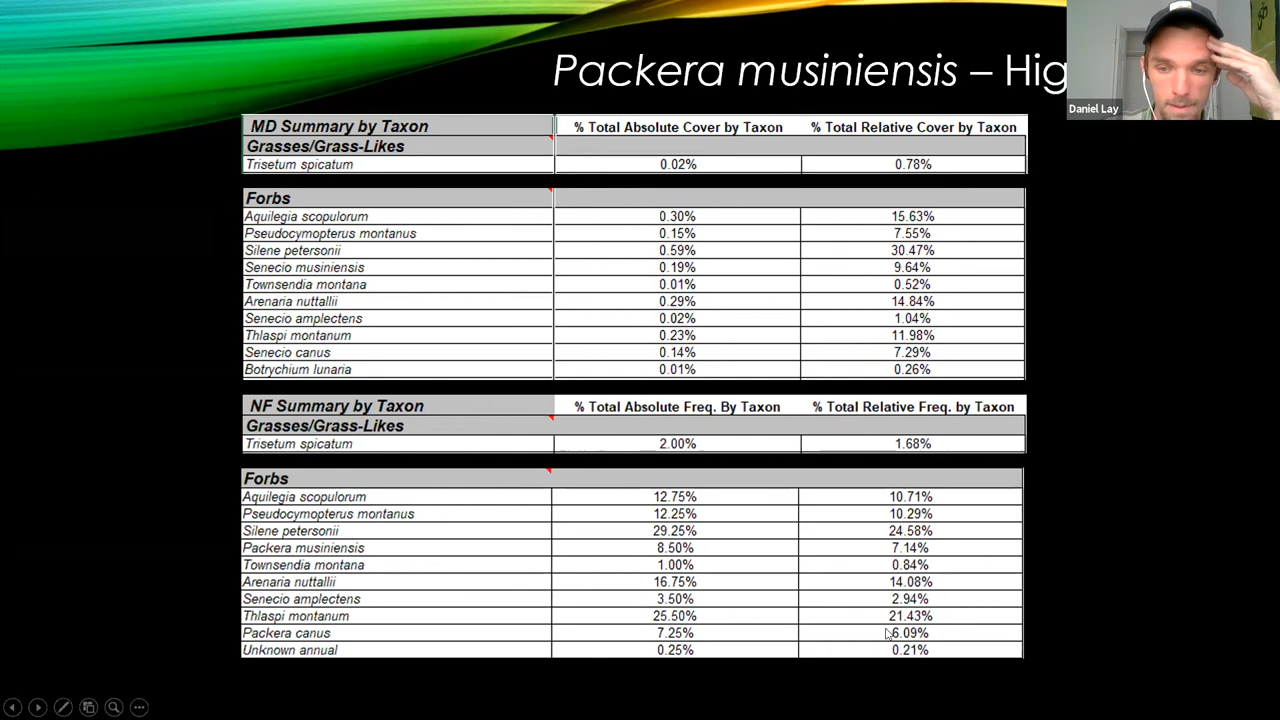 Packera musiniensis – Hig
Daniel Lay
MD Summary by Taxon % Total Absolute Cover by Taxon % Total Relative Cover by Taxon
Grasses/Grass-Likes
Trisetum spicatum 0.02% 0.78%
Forbs
Aquilegia scopulorum 0.30% 15.63%
Pseudocymopterus montanus 0.15% 7.55%
Silene petersonii 0.59% 30.47%
Senecio musiniensis 0.19% 9.64%
Townsendia montana 0.01% 0.52%
Arenaria nuttallii 0.29% 14.84%
Senecio amplectens 0.02% 1.04%
Thlaspi montanum 0.23% 11.98%
Senecio canus 0.14% 7.29%
Botrychium lunaria 0.01% 0.26%
NF Summary by Taxon % Total Absolute Freq. By Taxon % Total Relative Freq. by Taxon
Grasses/Grass-Likes
Trisetum spicatum 2.00% 1.68%
Forbs
Aquilegia scopulorum 12.75% 10.71%
Pseudocymopterus montanus 12.25% 10.29%
Silene petersonii 29.25% 24.58%
Packera musiniensis 8.50% 7.14%
Townsendia montana 1.00% 0.84%
Arenaria nuttallii 16.75% 14.08%
Senecio amplectens 3.50% 2.94%
Thlaspi montanum 25.50% 21.43%
Packera canus 7.25% 6.09%
Unknown annual 0.25% 0.21%